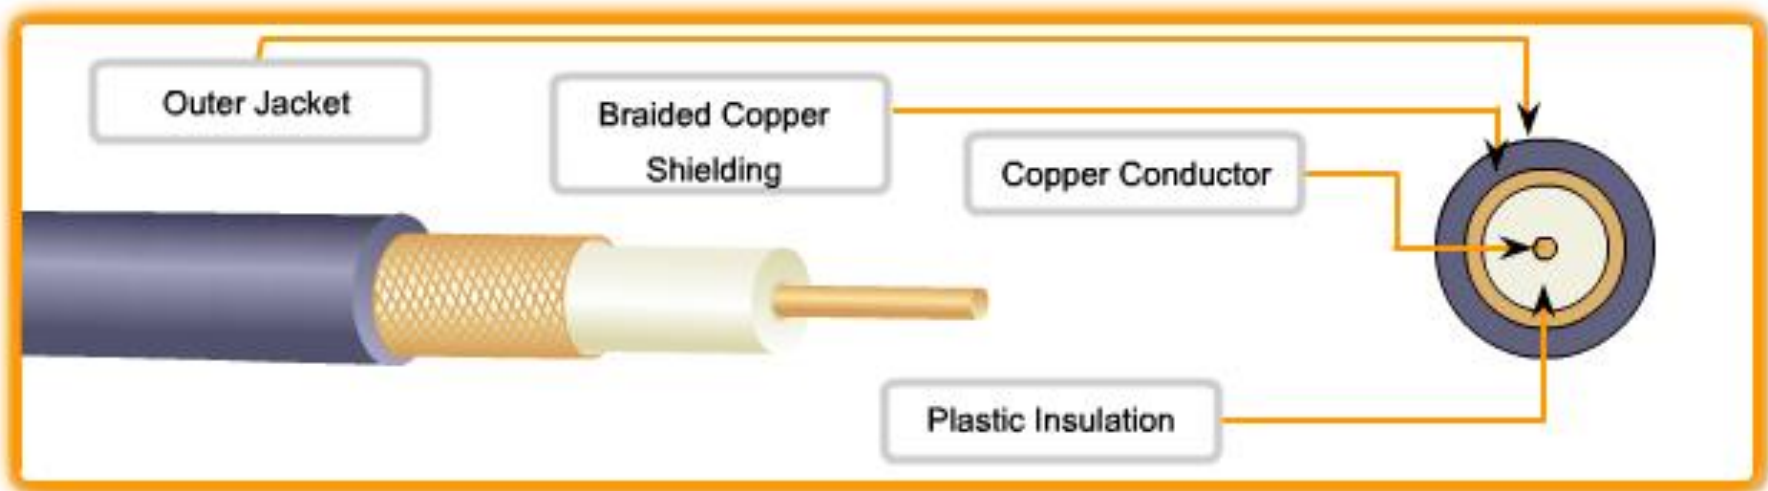 Outer Jacket
Braided Copper
Shielding
Copper Conductor
Plastic Insulation